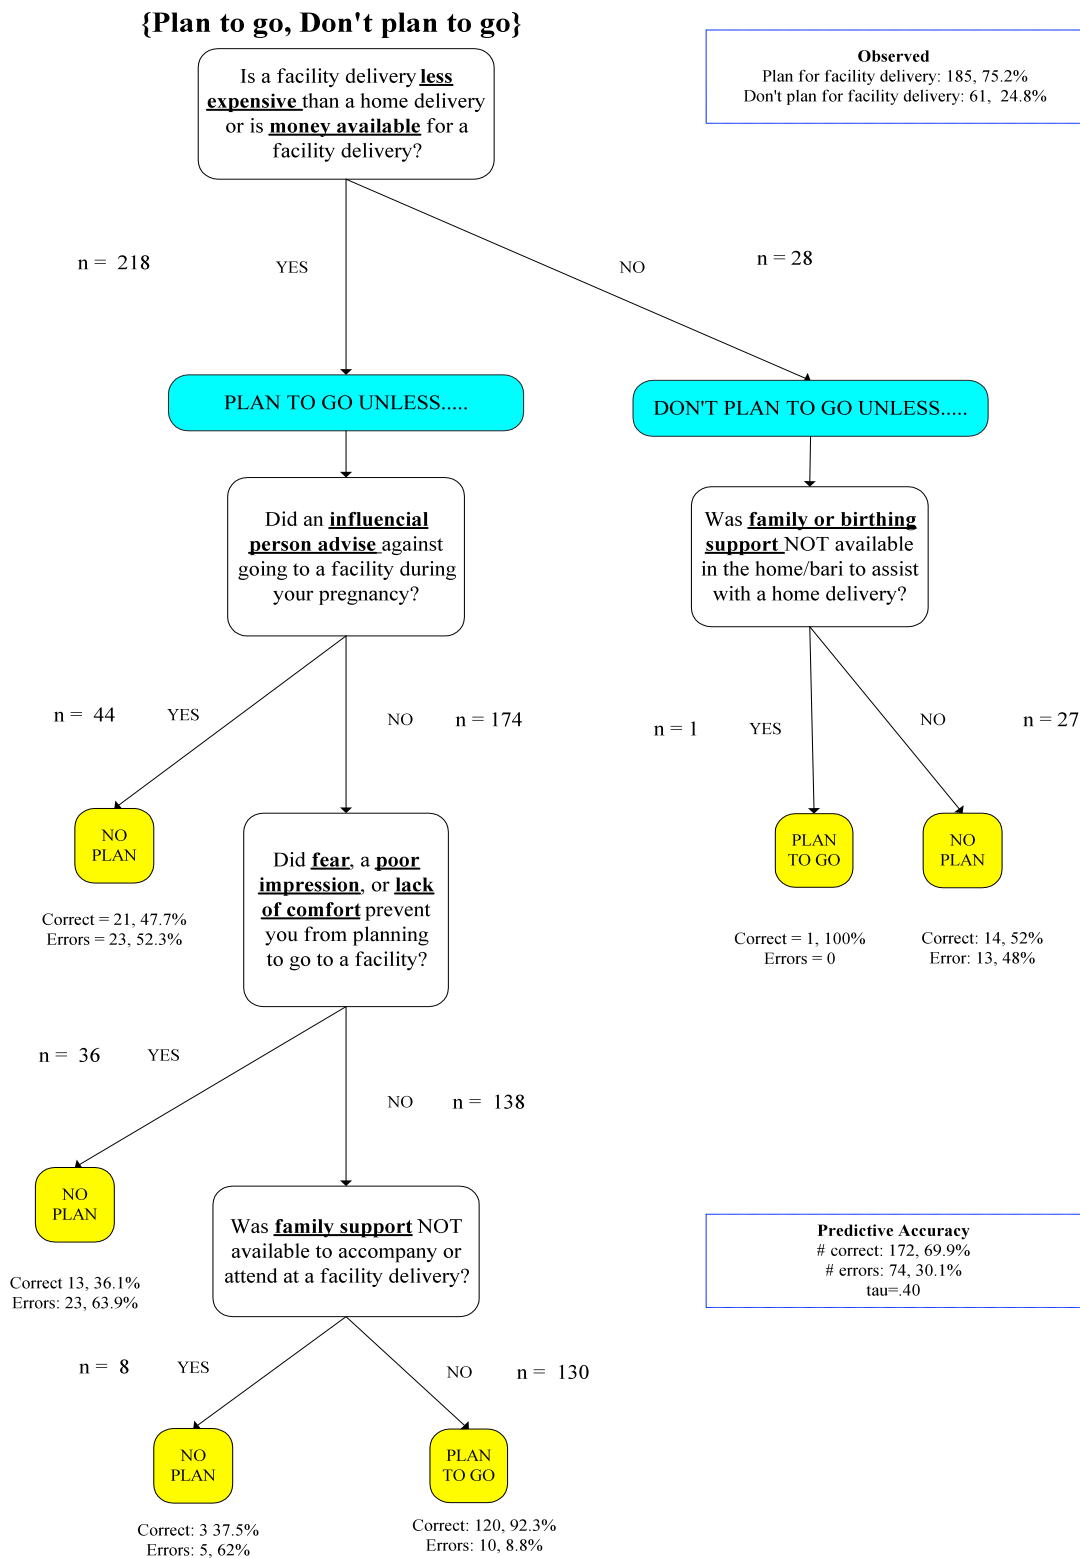 {Plan to go, Don't plan to go}
Observed
Plan for facility delivery: 185, 75.2%
Don't plan for facility delivery: 61, 24.8%
Is a facility delivery less
expensive than a home delivery
or is money available for a
facility delivery?
n = 218
YES
NO
n = 28
PLAN TO GO UNLESS.....
DON'T PLAN TO GO UNLESS.....
Did an influencial
person advise against
going to a facility during
your pregnancy?
Was family or birthing
support NOT available
in the home/bari to assist
with a home delivery?
n = 44
YES
NO
n = 174
n = 1
YES
NO
n = 27
NO
PLAN
Correct = 21, 47.7%
Errors = 23, 52.3%
Did fear, a poor
impression, or lack
of comfort prevent
you from planning
to go to a facility?
PLAN
TO GO
NO
PLAN
Correct = 1, 100%
Errors = 0
Correct: 14, 52%
Error: 13, 48%
n = 36
YES
NO
n = 138
NO
PLAN
Correct 13, 36.1%
Errors: 23, 63.9%
Was family support NOT
available to accompany or
attend at a facility delivery?
Predictive Accuracy
# correct: 172, 69.9%
# errors: 74, 30.1%
tau=.40
n = 8
YES
NO
n = 130
NO
PLAN
PLAN
TO GO
Correct: 3 37.5%
Errors: 5, 62%
Correct: 120, 92.3%
Errors: 10, 8.8%